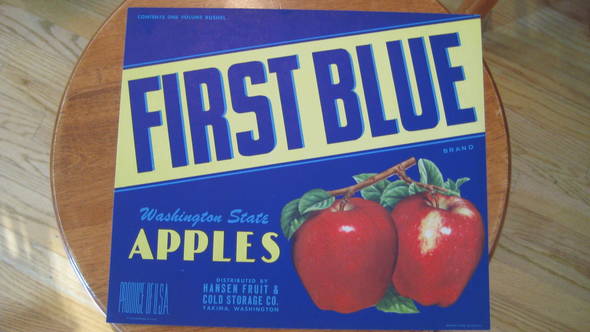 CONTENTS ONE VOLUME BUSHEL
FIRST BLUE
BRAND
Washington State
APPLES
PRODUCE OF U.S.A.
DISTRIBUTED BY
HANSEN FRUIT &
COLD STORAGE CO.
YAKIMA, WASHINGTON